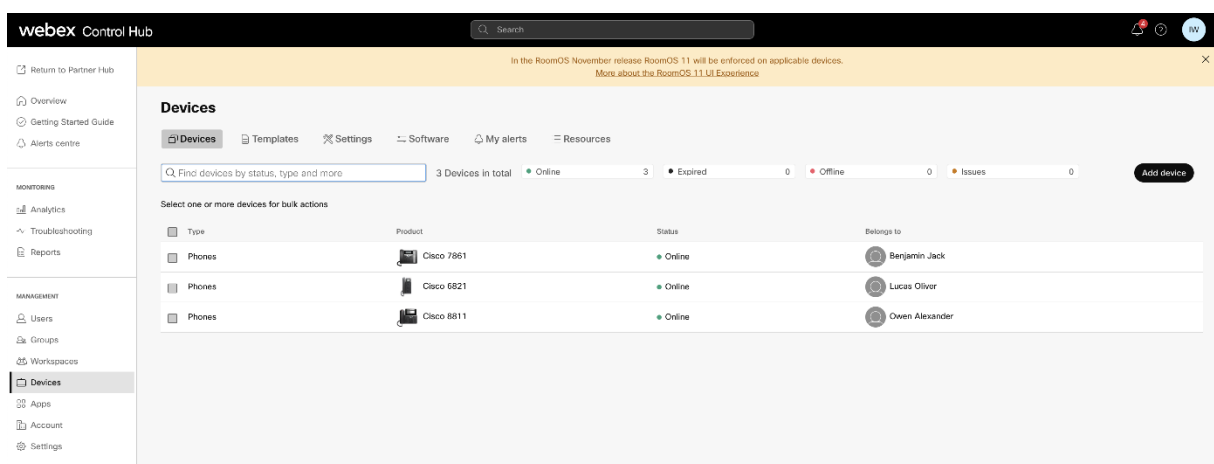 webex Control Hub
Search
4
IW
Return to Partner Hub
Overview
Getting Started Guide
Alerts centre
MONITORING
Analytics
Troubleshooting
Reports
MANAGEMENT
Users
Groups
Workspaces
Devices
Apps
Account
Settings
In the RoomOS November release RoomOS 11 will be enforced on applicable devices.
More about the RoomOS 11 UI Experience
Devices
Devices Templates Settings Software My alerts Resources
Find devices by status, type and more 3 Devices in total Online 3 Expired 0 Offline 0 Issues 0 Add device
Select one or more devices for bulk actions
Type Product Status Belongs to
Phones Cisco 7861 Online Benjamin Jack
Phones Cisco 6821 Online Lucas Oliver
Phones Cisco 8811 Online Owen Alexander